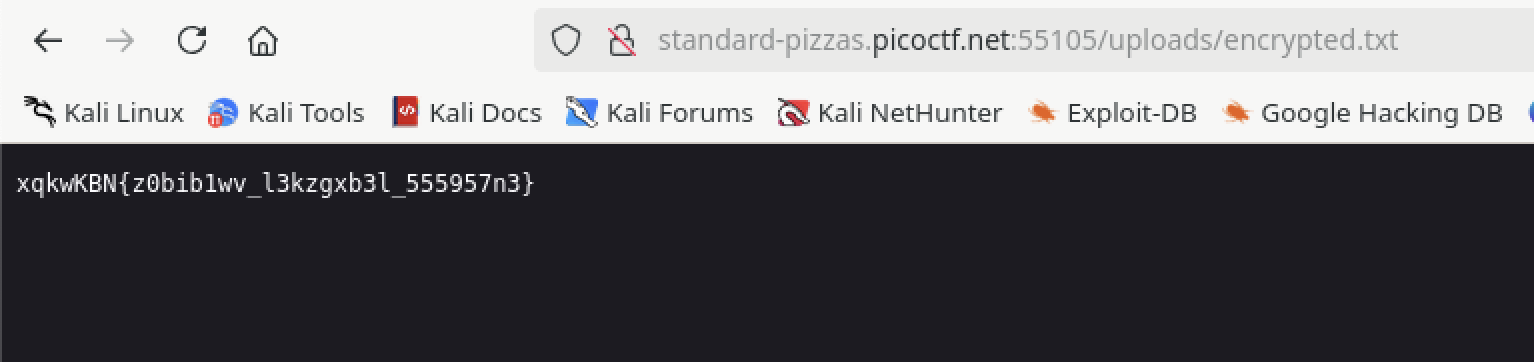 standard-pizzas.picoctf.net:55105/uploads/encrypted.txt
Kali Linux Kali Tools Kali Docs Kali Forums Kali NetHunter Exploit-DB Google Hacking DB
xqkwKBN{z0bib1wv_l3kzgxb3l_555957n3}